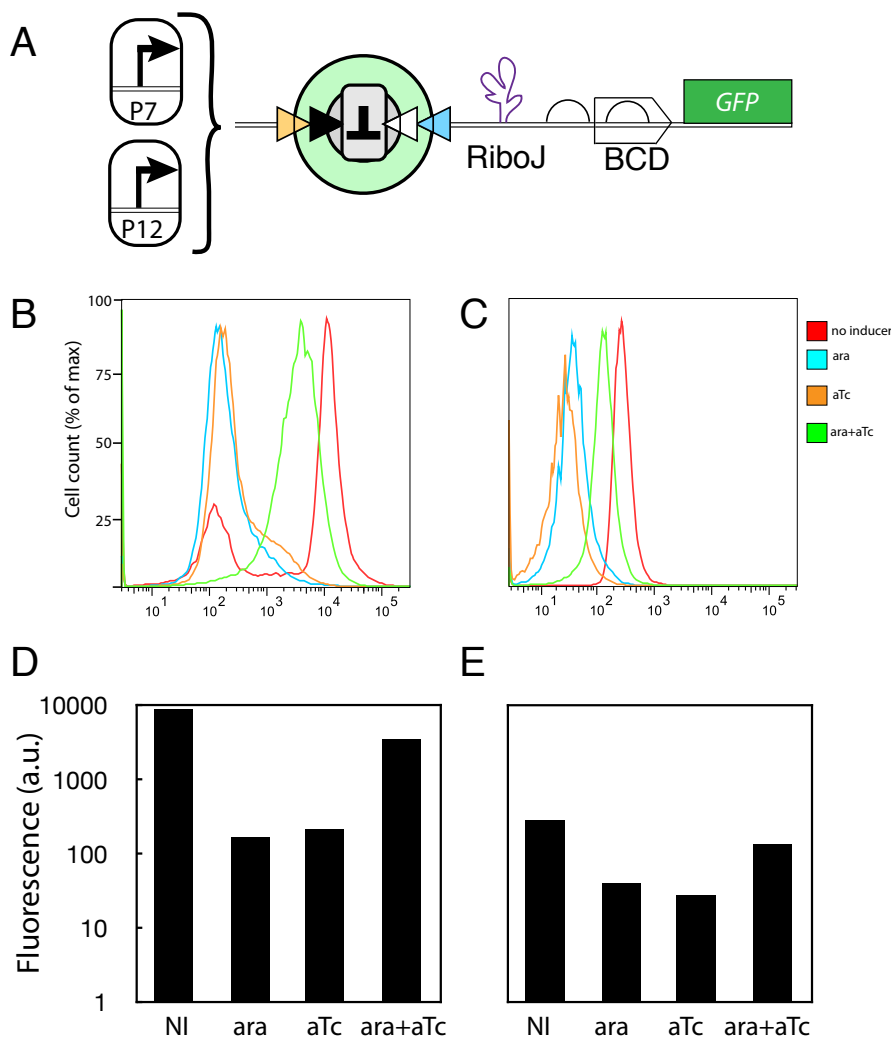 A
P7
P12
RiboJ
BCD
GFP
B
C
Cell count (% of max)
100
75
50
25
10^1 10^2 10^3 10^4 10^5
10^1 10^2 10^3 10^4 10^5
no inducer
ara
aTc
ara+aTc
D
E
Fluorescence (a.u.)
10000
1000
100
10
1
NI ara aTc ara+aTc
NI ara aTc ara+aTc